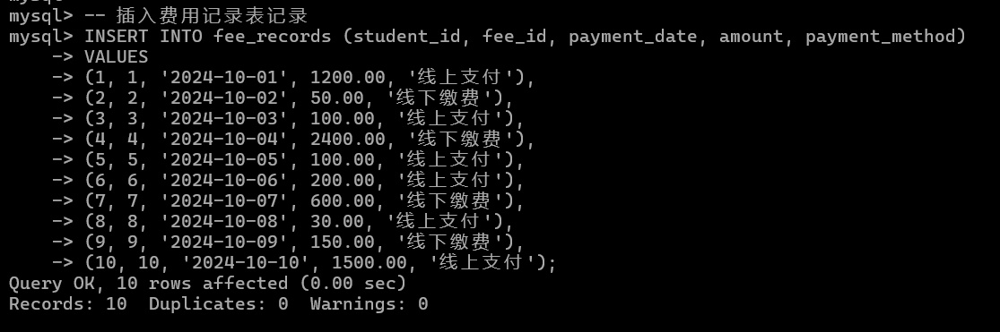 mysql> -- 插入费用记录表记录
mysql> INSERT INTO fee_records (student_id, fee_id, payment_date, amount, payment_method)
    -> VALUES
    -> (1, 1, '2024-10-01', 1200.00, '线上支付'),
    -> (2, 2, '2024-10-02', 50.00, '线下缴费'),
    -> (3, 3, '2024-10-03', 100.00, '线上支付'),
    -> (4, 4, '2024-10-04', 2400.00, '线下缴费'),
    -> (5, 5, '2024-10-05', 100.00, '线上支付'),
    -> (6, 6, '2024-10-06', 200.00, '线上支付'),
    -> (7, 7, '2024-10-07', 600.00, '线下缴费'),
    -> (8, 8, '2024-10-08', 30.00, '线上支付'),
    -> (9, 9, '2024-10-09', 150.00, '线下缴费'),
    -> (10, 10, '2024-10-10', 1500.00, '线上支付');
Query OK, 10 rows affected (0.00 sec)
Records: 10  Duplicates: 0  Warnings: 0